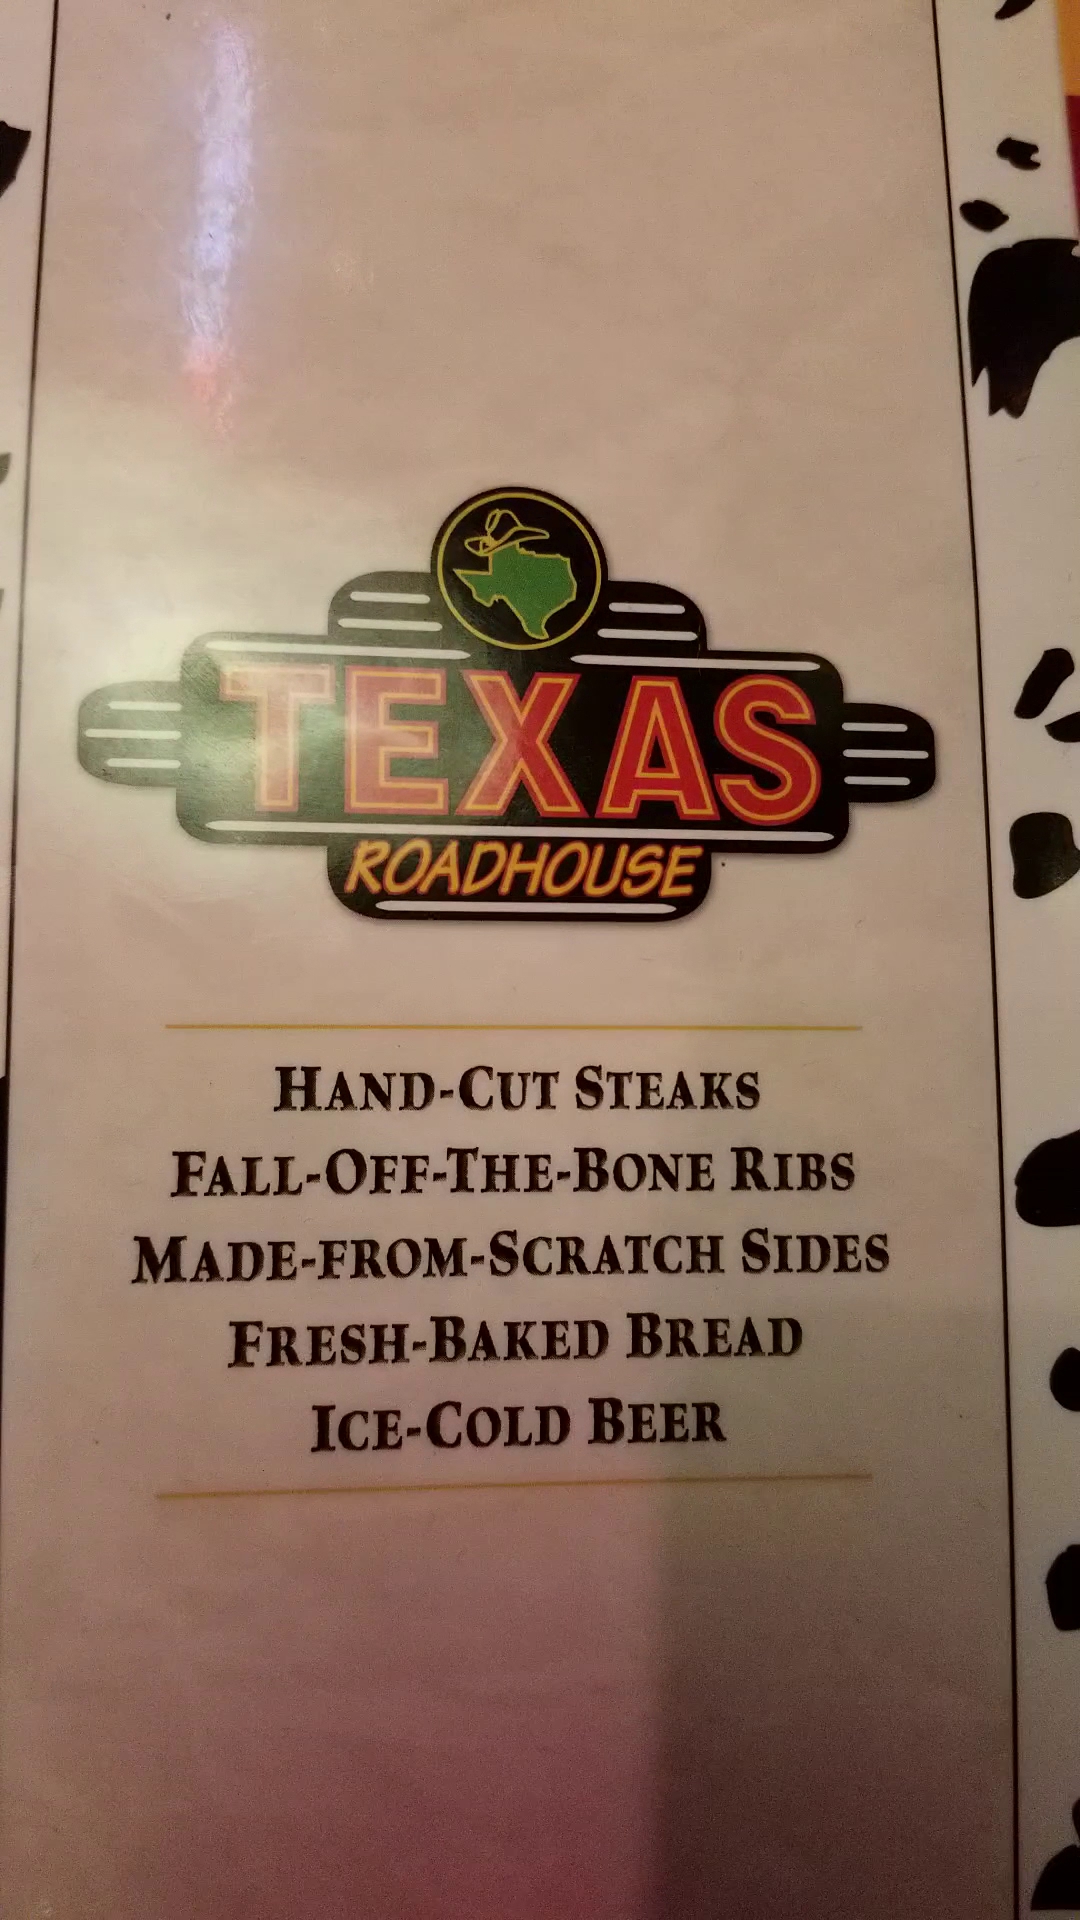 TEXAS
ROADHOUSE
HAND-CUT STEAKS
FALL-OFF-THE-BONE RIBS
MADE-FROM-SCRATCH SIDES
FRESH-BAKED BREAD
ICE-COLD BEER